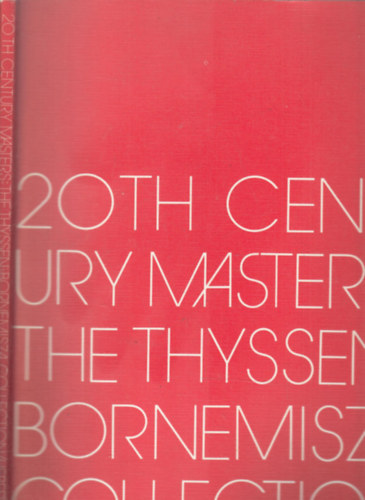 20TH CENTURY MASTERS THE THYSSEN-BORNEMISZA COLLECTION
20TH CEN
URY MASTER
THE THYSSEN
BORNEMISZ
COLLECTIO